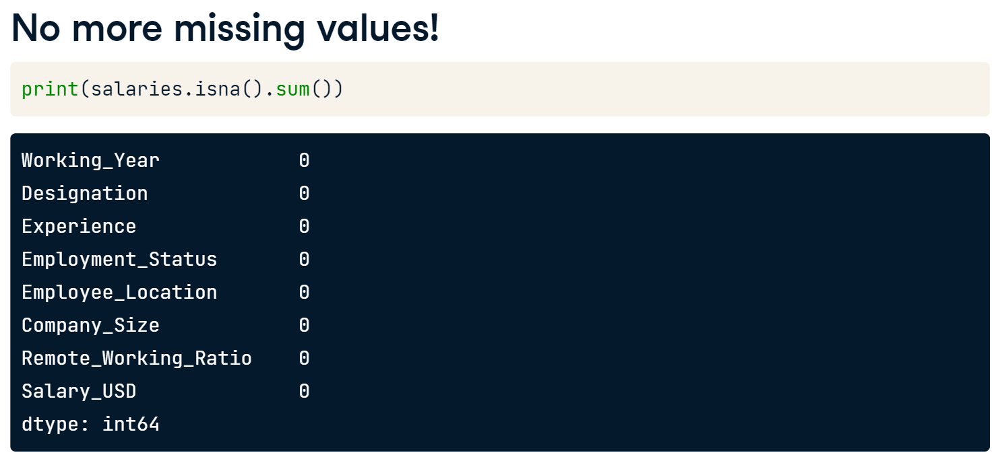 No more missing values!
print(salaries.isna().sum())
Working_Year 0
Designation 0
Experience 0
Employment_Status 0
Employee_Location 0
Company_Size 0
Remote_Working_Ratio 0
Salary_USD 0
dtype: int64